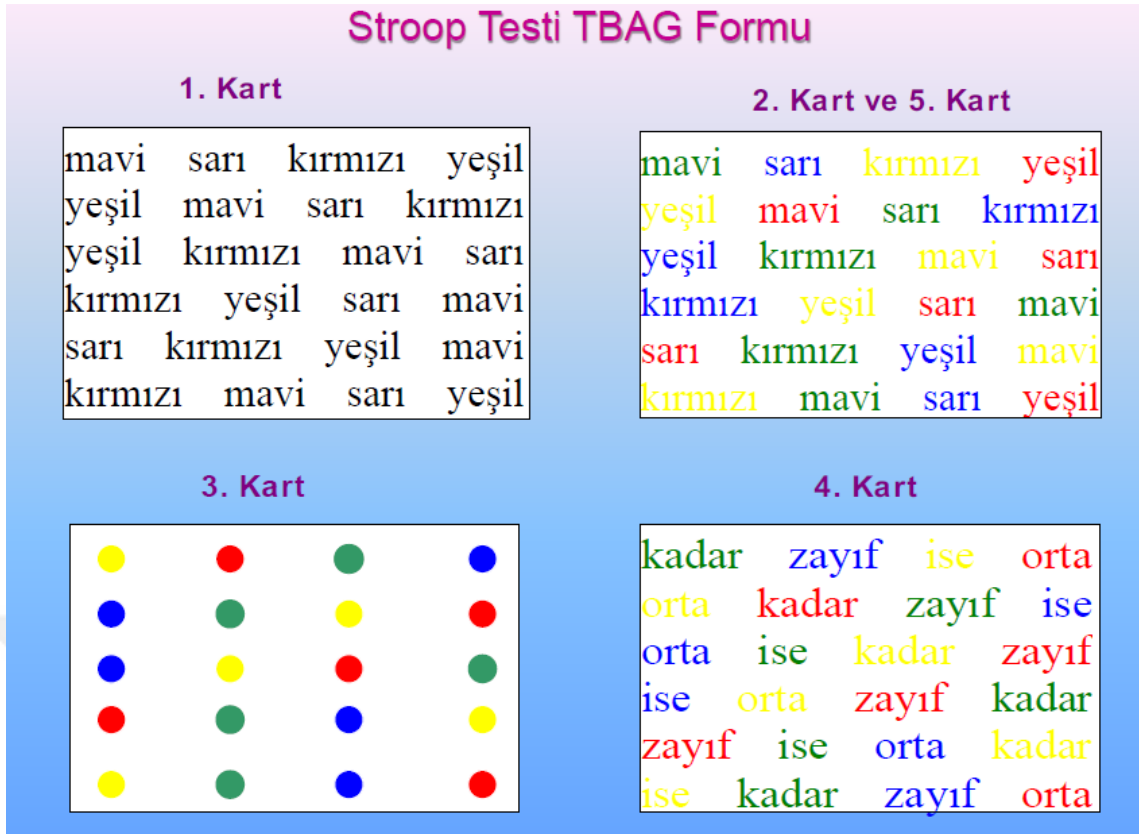 Stroop Testi TBAG Formu
1. Kart
mavi sarı kırmızı yeşil
yeşil mavi sarı kırmızı
yeşil kırmızı mavi sarı
kırmızı yeşil sarı mavi
sarı kırmızı yeşil mavi
kırmızı mavi sarı yeşil
2. Kart ve 5. Kart
mavi sarı kırmızı yeşil
yeşil mavi sarı kırmızı
yeşil kırmızı mavi sarı
kırmızı yeşil sarı mavi
sarı kırmızı yeşil mavi
kırmızı mavi sarı yeşil
3. Kart
4. Kart
kadar zayıf ise orta
orta kadar zayıf ise
orta ise kadar zayıf
ise orta zayıf kadar
zayıf ise orta kadar
ise kadar zayıf orta